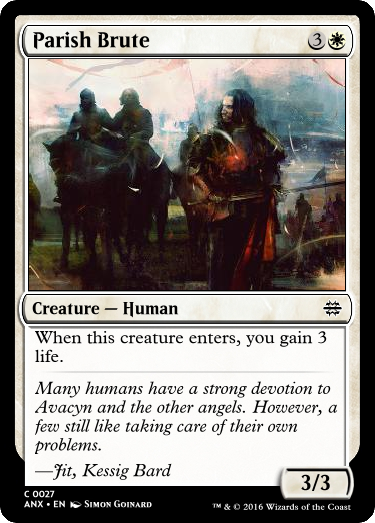 Parish Brute 3
Creature — Human
When this creature enters, you gain 3
life.
Many humans have a strong devotion to
Avacyn and the other angels. However, a
few still like taking care of their own
problems.
—Jit, Kessig Bard
3/3
C 0027
ANX • EN Simon Goinard
™ & © 2016 Wizards of the Coast